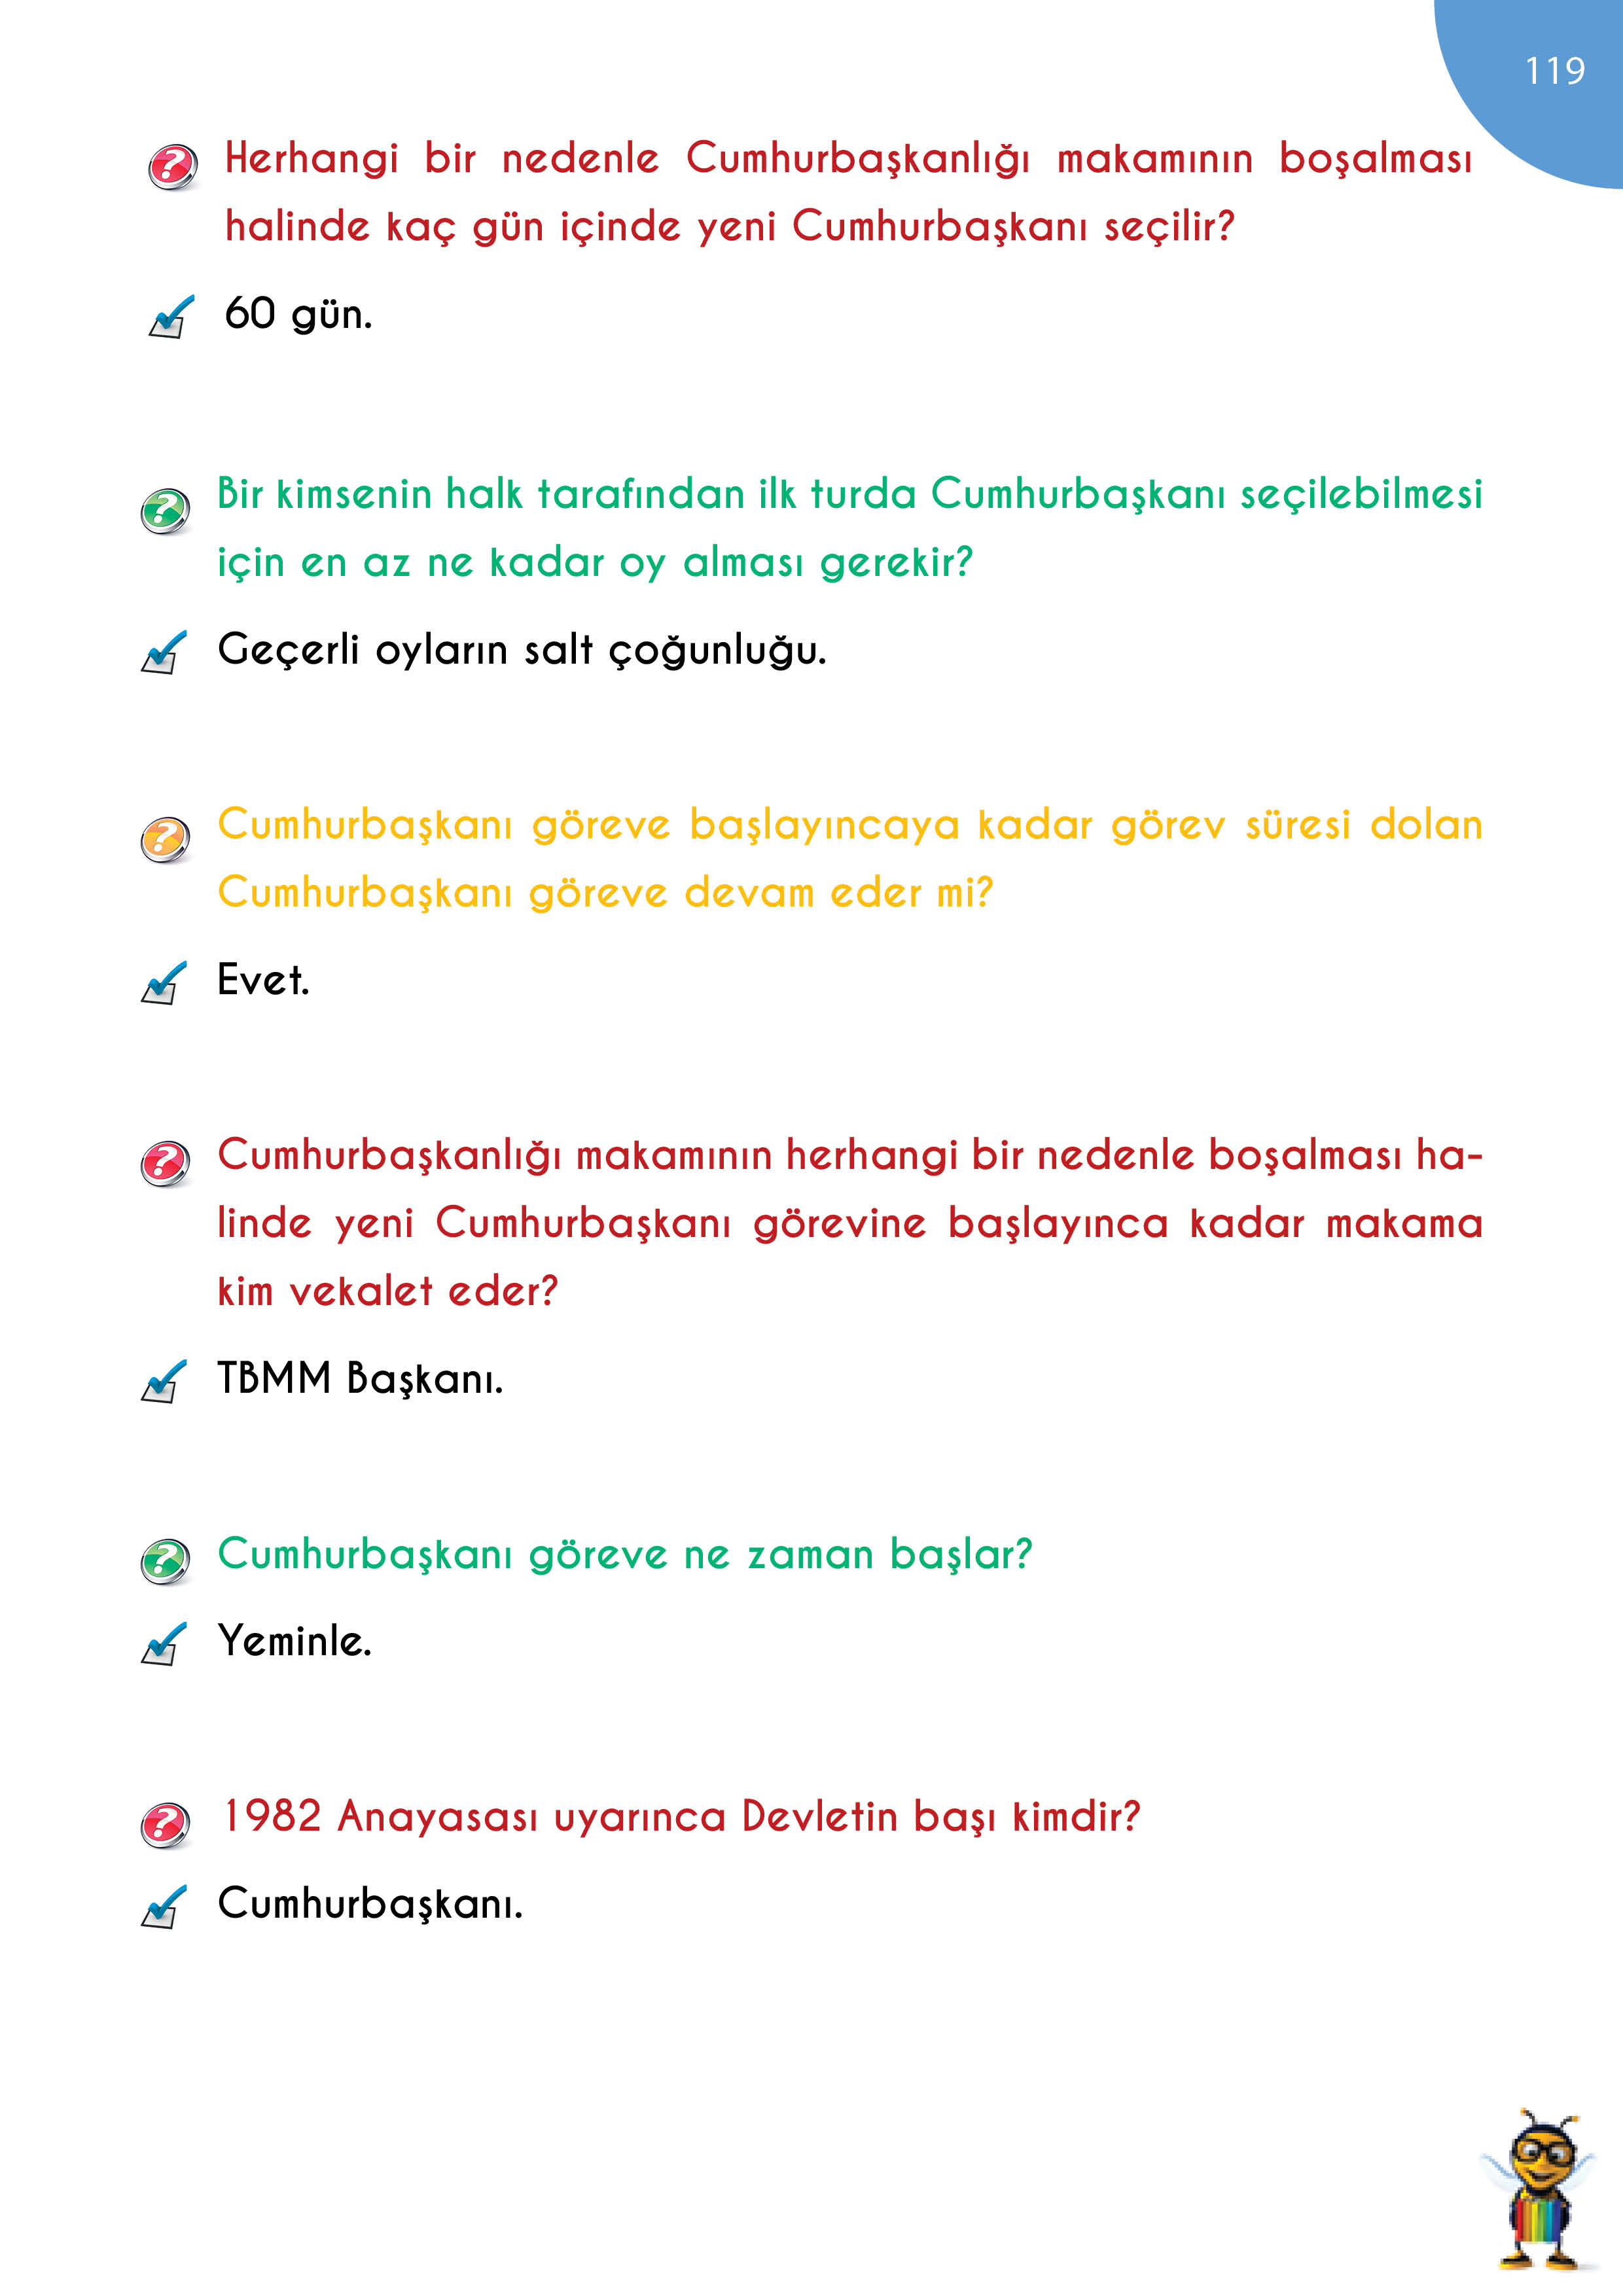 119
Herhangi bir nedenle Cumhurbaşkanlığı makamının boşalması
halinde kaç gün içinde yeni Cumhurbaşkanı seçilir?
60 gün.
Bir kimsenin halk tarafından ilk turda Cumhurbaşkanı seçilebilmesi
için en az ne kadar oy alması gerekir?
Geçerli oyların salt çoğunluğu.
Cumhurbaşkanı göreve başlayıncaya kadar görev süresi dolan
Cumhurbaşkanı göreve devam eder mi?
Evet.
Cumhurbaşkanlığı makamının herhangi bir nedenle boşalması ha-
linde yeni Cumhurbaşkanı görevine başlayınca kadar makama
kim vekalet eder?
TBMM Başkanı.
Cumhurbaşkanı göreve ne zaman başlar?
Yeminle.
1982 Anayasası uyarınca Devletin başı kimdir?
Cumhurbaşkanı.